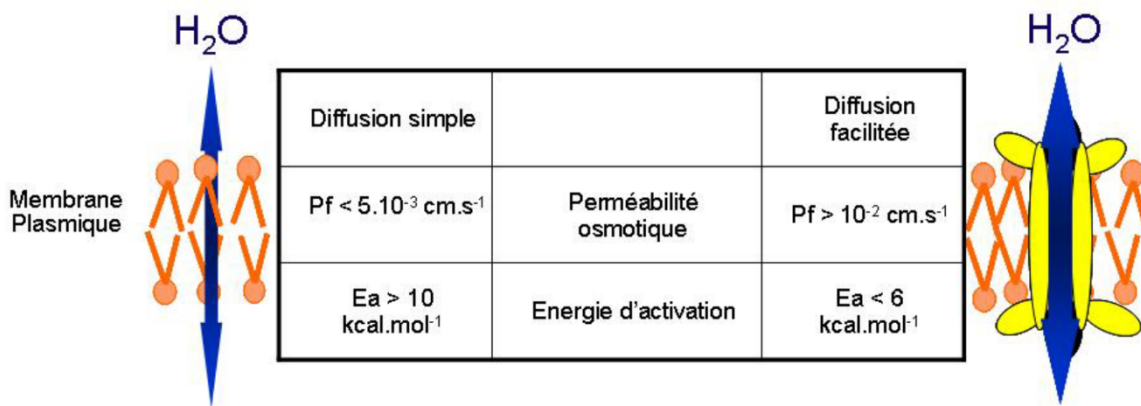 H₂O
H₂O
Diffusion simple
Diffusion
facilitée
Membrane
Plasmique
Pf < 5.10⁻³ cm.s⁻¹
Perméabilité
osmotique
Pf > 10⁻² cm.s⁻¹
Ea > 10
kcal.mol⁻¹
Energie d’activation
Ea < 6
kcal.mol⁻¹